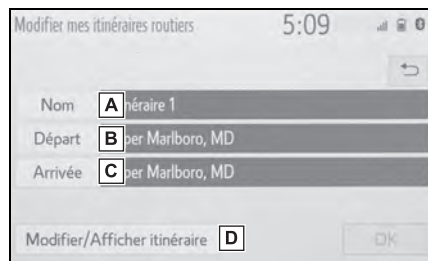 Modifier mes itinéraires routiers 5:09
Nom A néraire 1
Départ B per Marlboro, MD
Arrivée C per Marlboro, MD
Modifier/Afficher itinéraire D OK